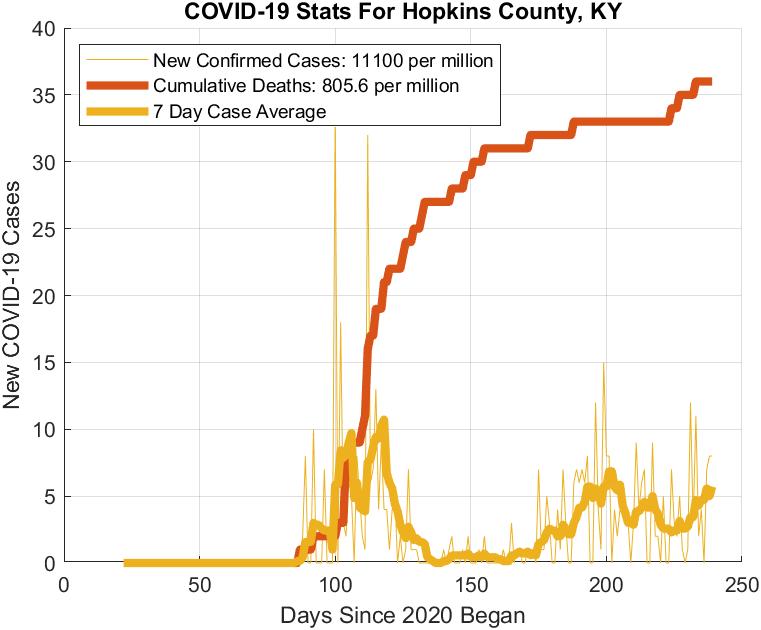 COVID-19 Stats For Hopkins County, KY
40
35
30
25
20
15
10
5
0
New COVID-19 Cases
New Confirmed Cases: 11100 per million
Cumulative Deaths: 805.6 per million
7 Day Case Average
0
50
100
150
200
250
Days Since 2020 Began